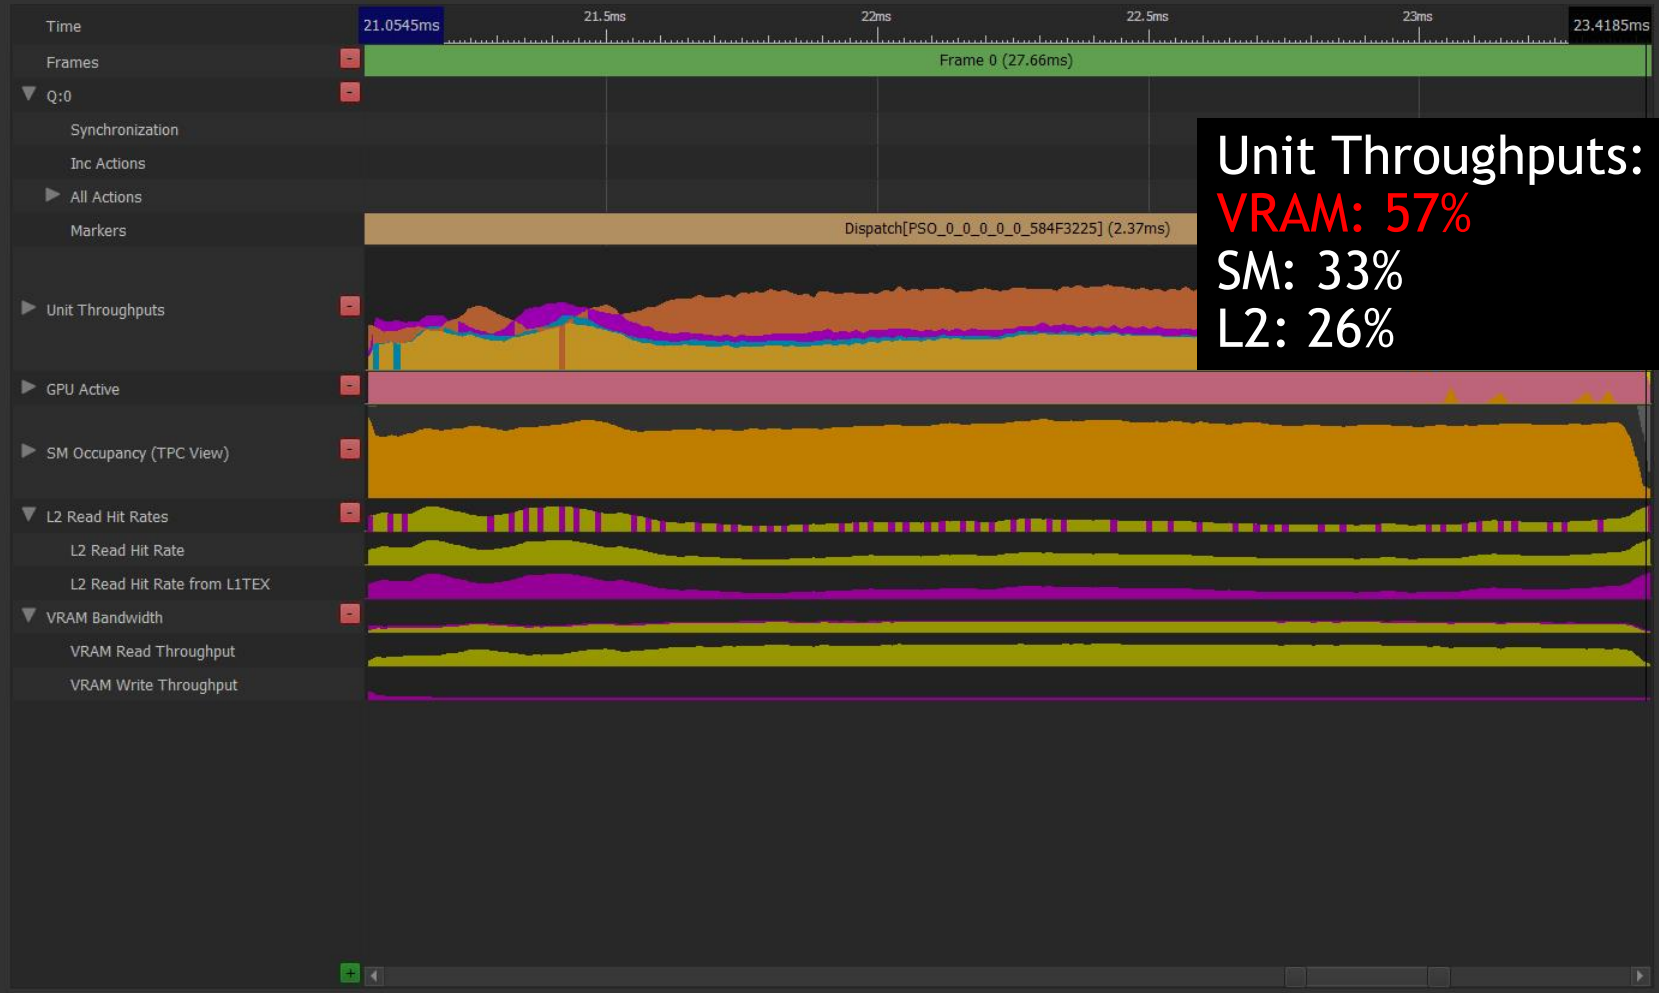 Time
21.0545ms
21.5ms
22ms
22.5ms
23ms
23.4185ms
Frames
-
Frame 0 (27.66ms)
Q:0
-
Synchronization
Inc Actions
All Actions
Markers
Dispatch[PSO_0_0_0_0_0_584F3225] (2.37ms)
Unit Throughputs:
VRAM: 57%
SM: 33%
L2: 26%
Unit Throughputs
-
GPU Active
-
SM Occupancy (TPC View)
-
L2 Read Hit Rates
-
L2 Read Hit Rate
L2 Read Hit Rate from L1TEX
VRAM Bandwidth
-
VRAM Read Throughput
VRAM Write Throughput
+